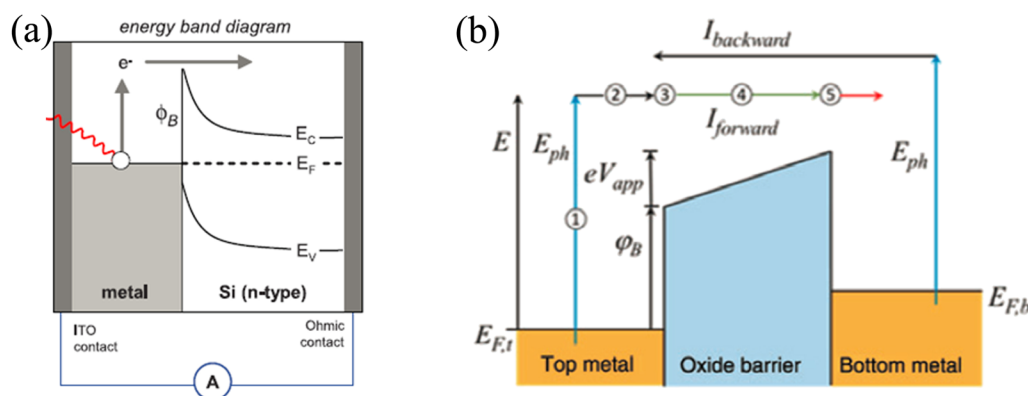 (a)
energy band diagram
e-
ϕB
EC
EF
EV
metal
Si (n-type)
ITO
contact
Ohmic
contact
A
(b)
Ibackward
2
3
4
5
Iforward
E
Eph
eVapp
Eph
1
φB
EF,t
EF,b
Top metal
Oxide barrier
Bottom metal